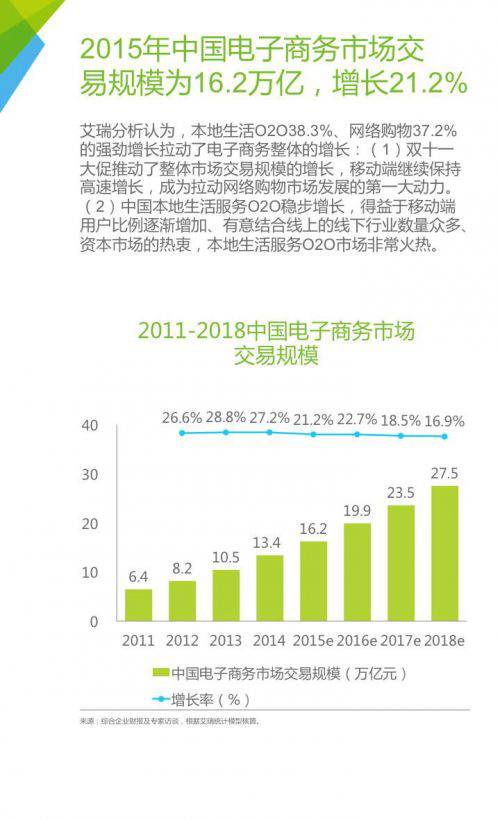 2015年中国电子商务市场交
易规模为16.2万亿，增长21.2%
艾瑞分析认为，本地生活O2O38.3%、网络购物37.2%
的强劲增长拉动了电子商务整体的增长：（1）双十一
大促推动了整体市场交易规模的增长，移动端继续保持
高速增长，成为拉动网络购物市场发展的第一大动力。
（2）中国本地生活服务O2O稳步增长，得益于移动端
用户比例逐渐增加、有意结合线上的线下行业数量众多、
资本市场的热衷，本地生活服务O2O市场非常火热。
2011-2018中国电子商务市场
交易规模
26.6% 28.8% 27.2% 21.2% 22.7% 18.5% 16.9%
40
30
20
10
0
6.4 8.2 10.5 13.4 16.2 19.9 23.5 27.5
2011 2012 2013 2014 2015e 2016e 2017e 2018e
中国电子商务市场交易规模（万亿元）
增长率（%）
来源：综合企业财报及专家访谈，根据艾瑞统计模型核算。